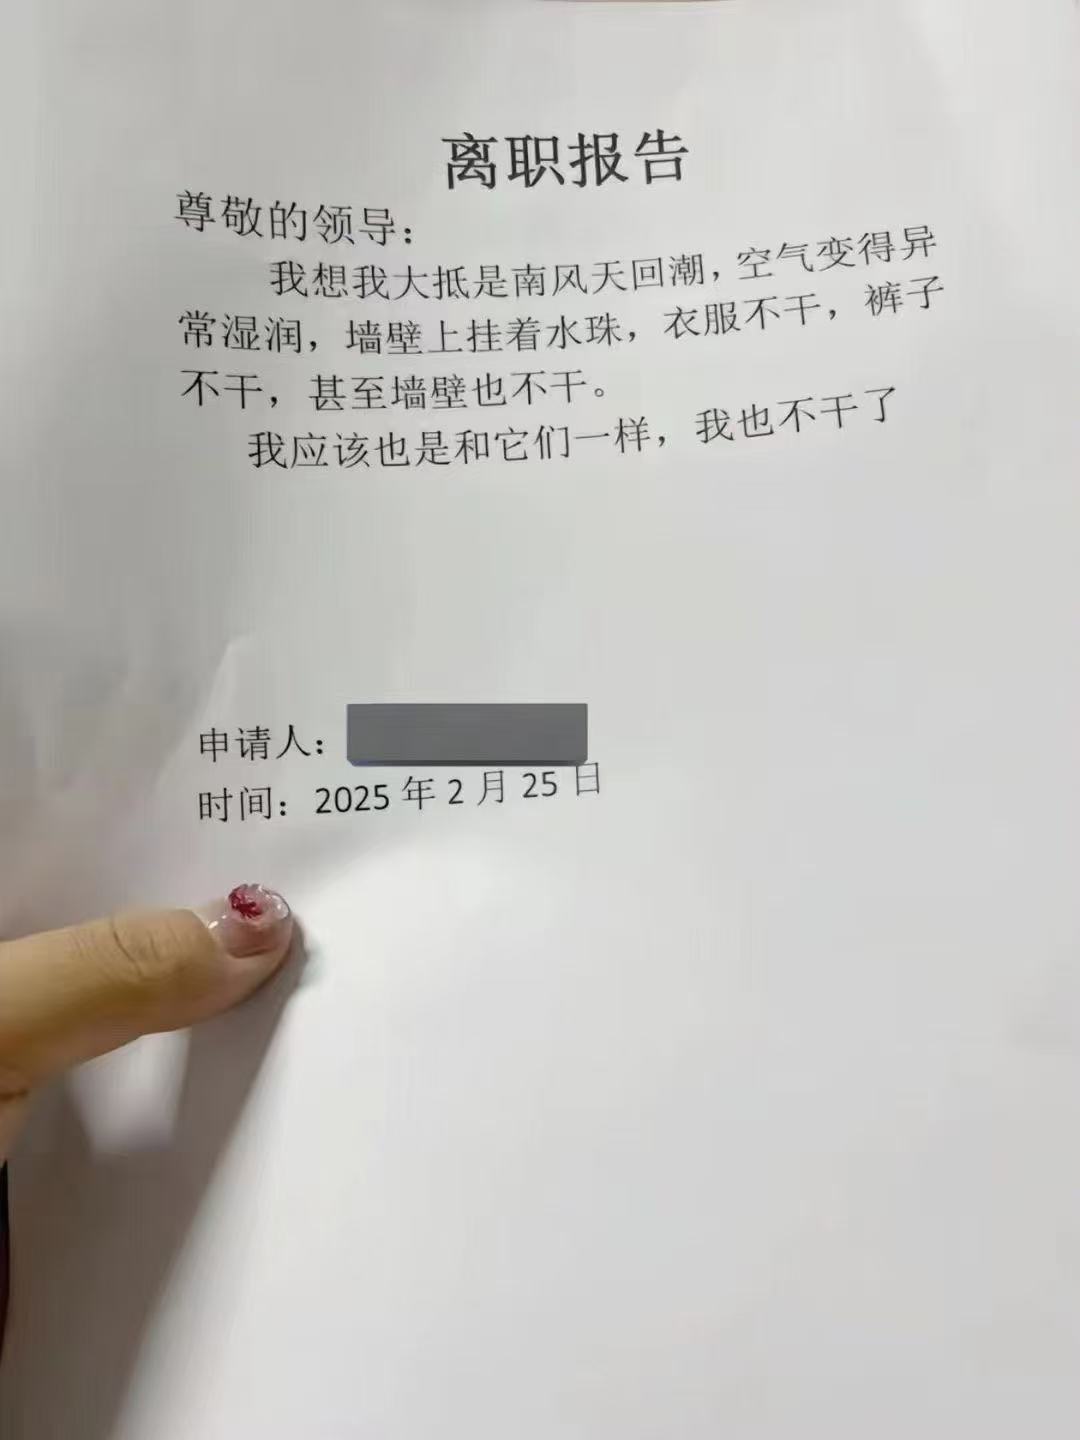 离职报告
尊敬的领导：
我想我大抵是南风天回潮，空气变得异
常湿润，墙壁上挂着水珠，衣服不干，裤子
不干，甚至墙壁也不干。
我应该也是和它们一样，我也不干了
申请人：
时间：2025 年 2 月 25 日